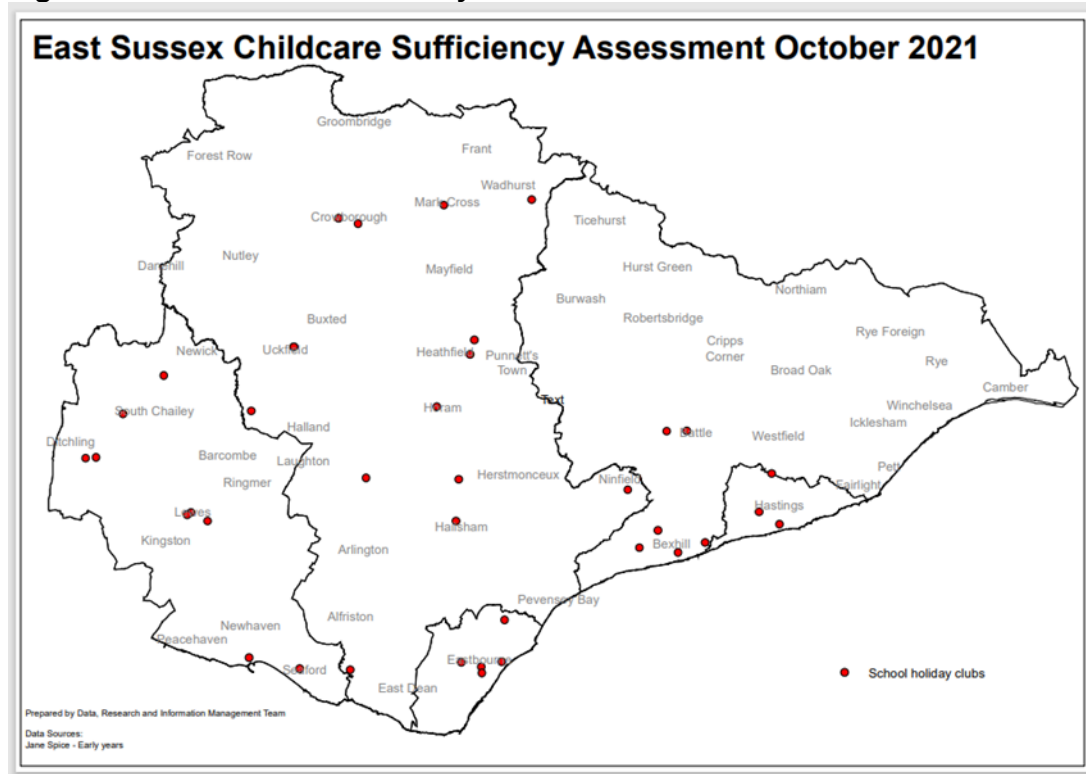 East Sussex Childcare Sufficiency Assessment October 2021
Groombridge
Forest Row
Frant
Wadhurst
Mark Cross
Crowborough
Ticehurst
Nutley
Danehill
Mayfield
Hurst Green
Northiam
Burwash
Buxted
Robertsbridge
Rye Foreign
Newick
Uckfield
Heathfield
Punnett's
Town
Cripps
Corner
Rye
Broad Oak
Camber
Text
South Chailey
Horam
Winchelsea
Halland
Icklesham
Ditchling
Battle
Westfield
Barcombe
Laughton
Pett
Ringmer
Herstmonceux
Ninfield
Fairlight
Lewes
Hastings
Hailsham
Kingston
Arlington
Bexhill
Pevensey Bay
Alfriston
Newhaven
Peacehaven
Eastbourne
Seaford
East Dean
School holiday clubs
Prepared by Data, Research and Information Management Team
Data Sources:
Jane Spice - Early years